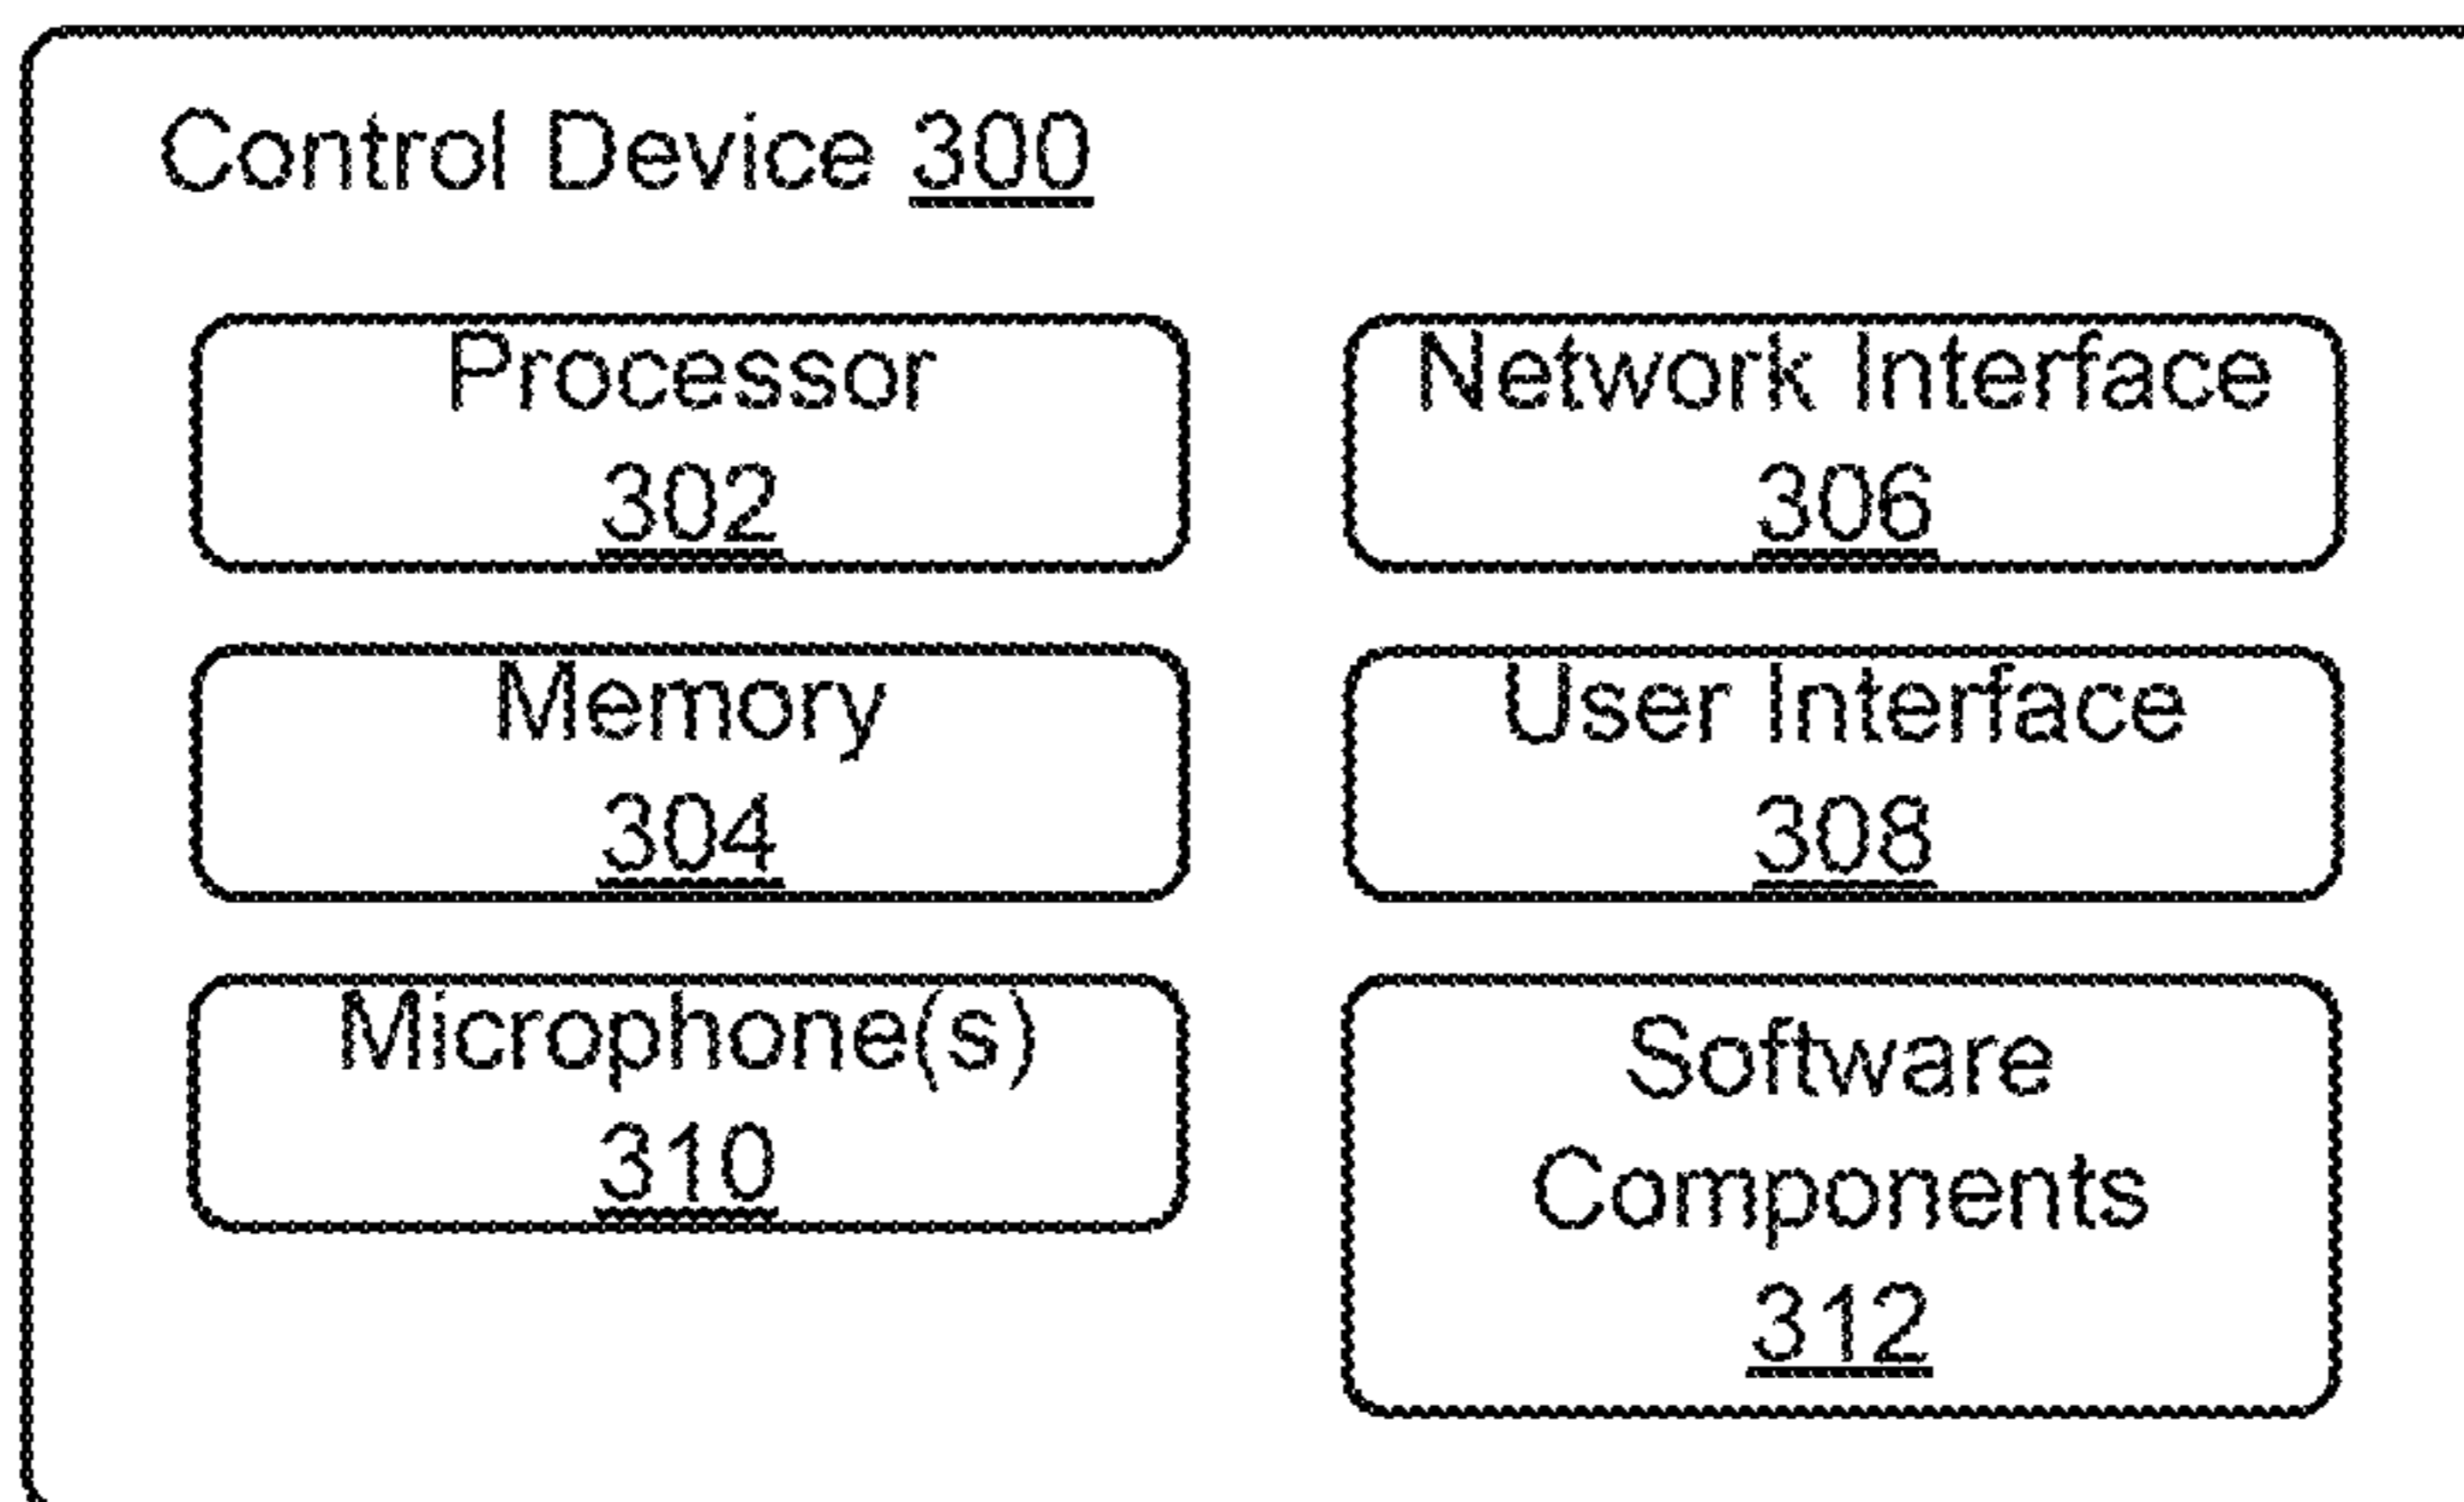 Control Device 300
Processor
302
Network Interface
306
Memory
304
User Interface
308
Microphone(s)
310
Software
Components
312